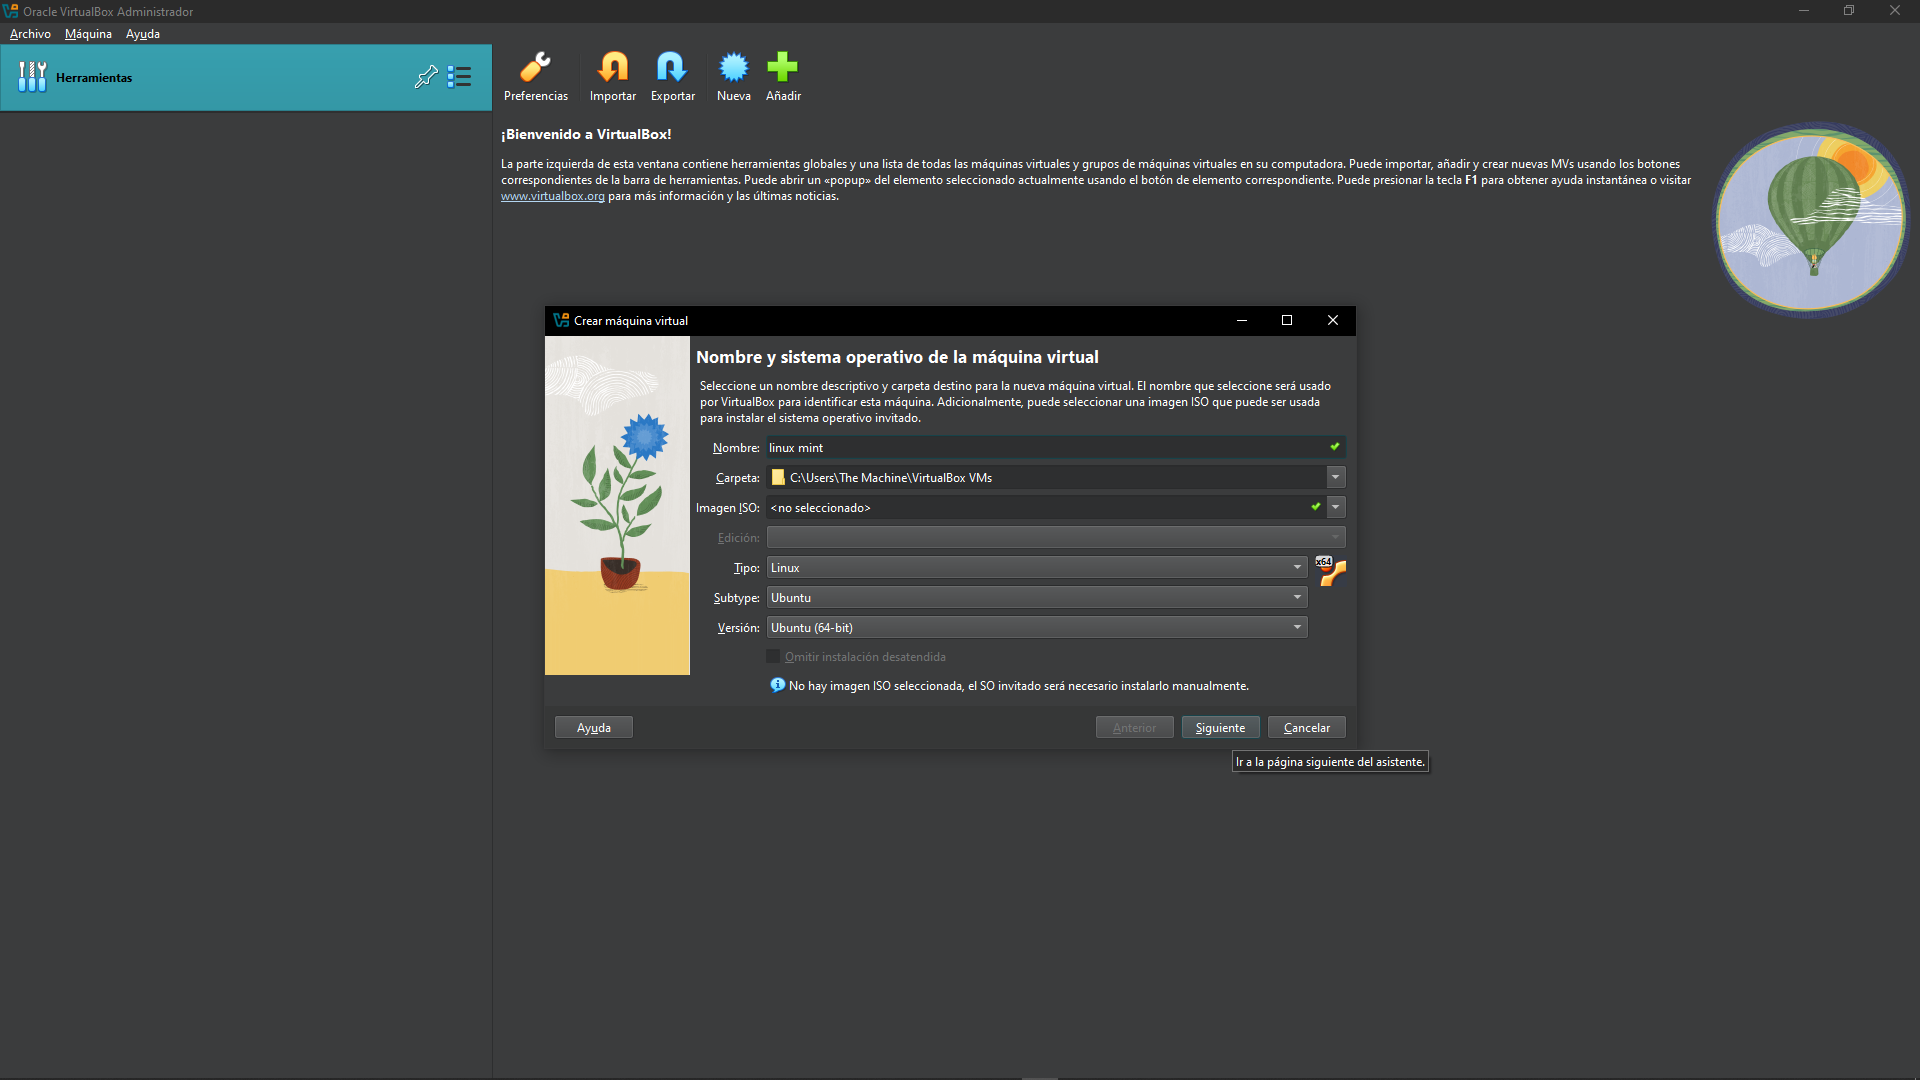 Oracle VirtualBox Administrador
Archivo Máquina Ayuda
Herramientas
Preferencias Importar Exportar Nueva Añadir
¡Bienvenido a VirtualBox!
La parte izquierda de esta ventana contiene herramientas globales y una lista de todas las máquinas virtuales y grupos de máquinas virtuales en su computadora. Puede importar, añadir y crear nuevas MVs usando los botones
correspondientes de la barra de herramientas. Puede abrir un «popup» del elemento seleccionado actualmente usando el botón de elemento correspondiente. Puede presionar la tecla F1 para obtener ayuda instantánea o visitar
www.virtualbox.org para más información y las últimas noticias.
Crear máquina virtual
Nombre y sistema operativo de la máquina virtual
Seleccione un nombre descriptivo y carpeta destino para la nueva máquina virtual. El nombre que seleccione será usado
por VirtualBox para identificar esta máquina. Adicionalmente, puede seleccionar una imagen ISO que puede ser usada
para instalar el sistema operativo invitado.
Nombre: linux mint
Carpeta: C:\Users\The Machine\VirtualBox VMs
Imagen ISO: <no seleccionado>
Edición:
Tipo: Linux
x64
Subtype: Ubuntu
Versión: Ubuntu (64-bit)
Omitir instalación desatendida
No hay imagen ISO seleccionada, el SO invitado será necesario instalarlo manualmente.
Ayuda Anterior Siguiente Cancelar
Ir a la página siguiente del asistente.